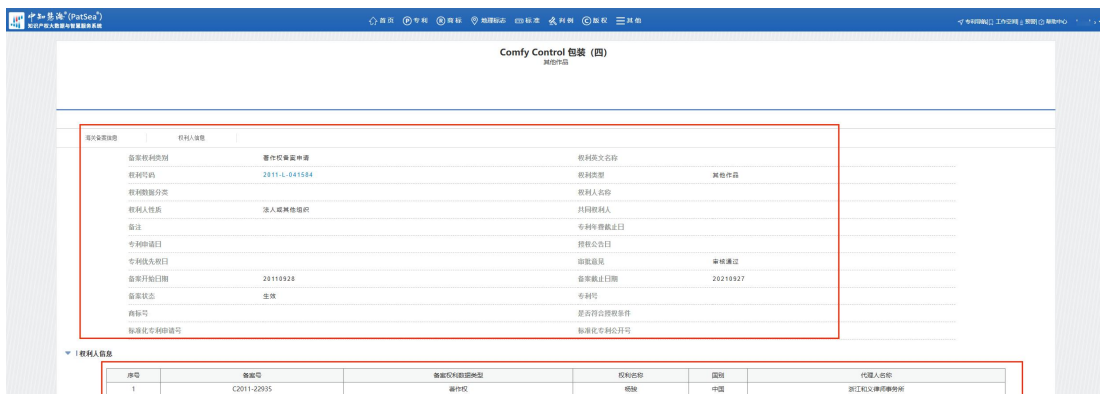 中知慧海®(PatSea®)
知识产权大数据与智慧服务系统
首页 专利 商标 地理标志 标准 判例 版权 其他
专利导航 工作空间 帮助中心
Comfy Control 包装（四）
其他作品
海关备案信息 权利人信息
备案权利类别 著作权备案申请 权利英文名称
权利号码 2011-L-041584 权利类型 其他作品
权利数据分类 权利人名称
权利人性质 法人或其他组织 共同权利人
备注 专利年费截止日
专利申请日 授权公告日
专利优先权日 审批意见 审核通过
备案开始日期 20110928 备案截止日期 20210927
备案状态 生效 专利号
商标号 是否符合授权条件
标准化专利申请号 标准化专利公开号
权利人信息
序号 备案号 备案权利数据类型 权利名称 国别 代理人名称
1 C2011-22935 著作权 杨骏 中国 浙江和义律师事务所